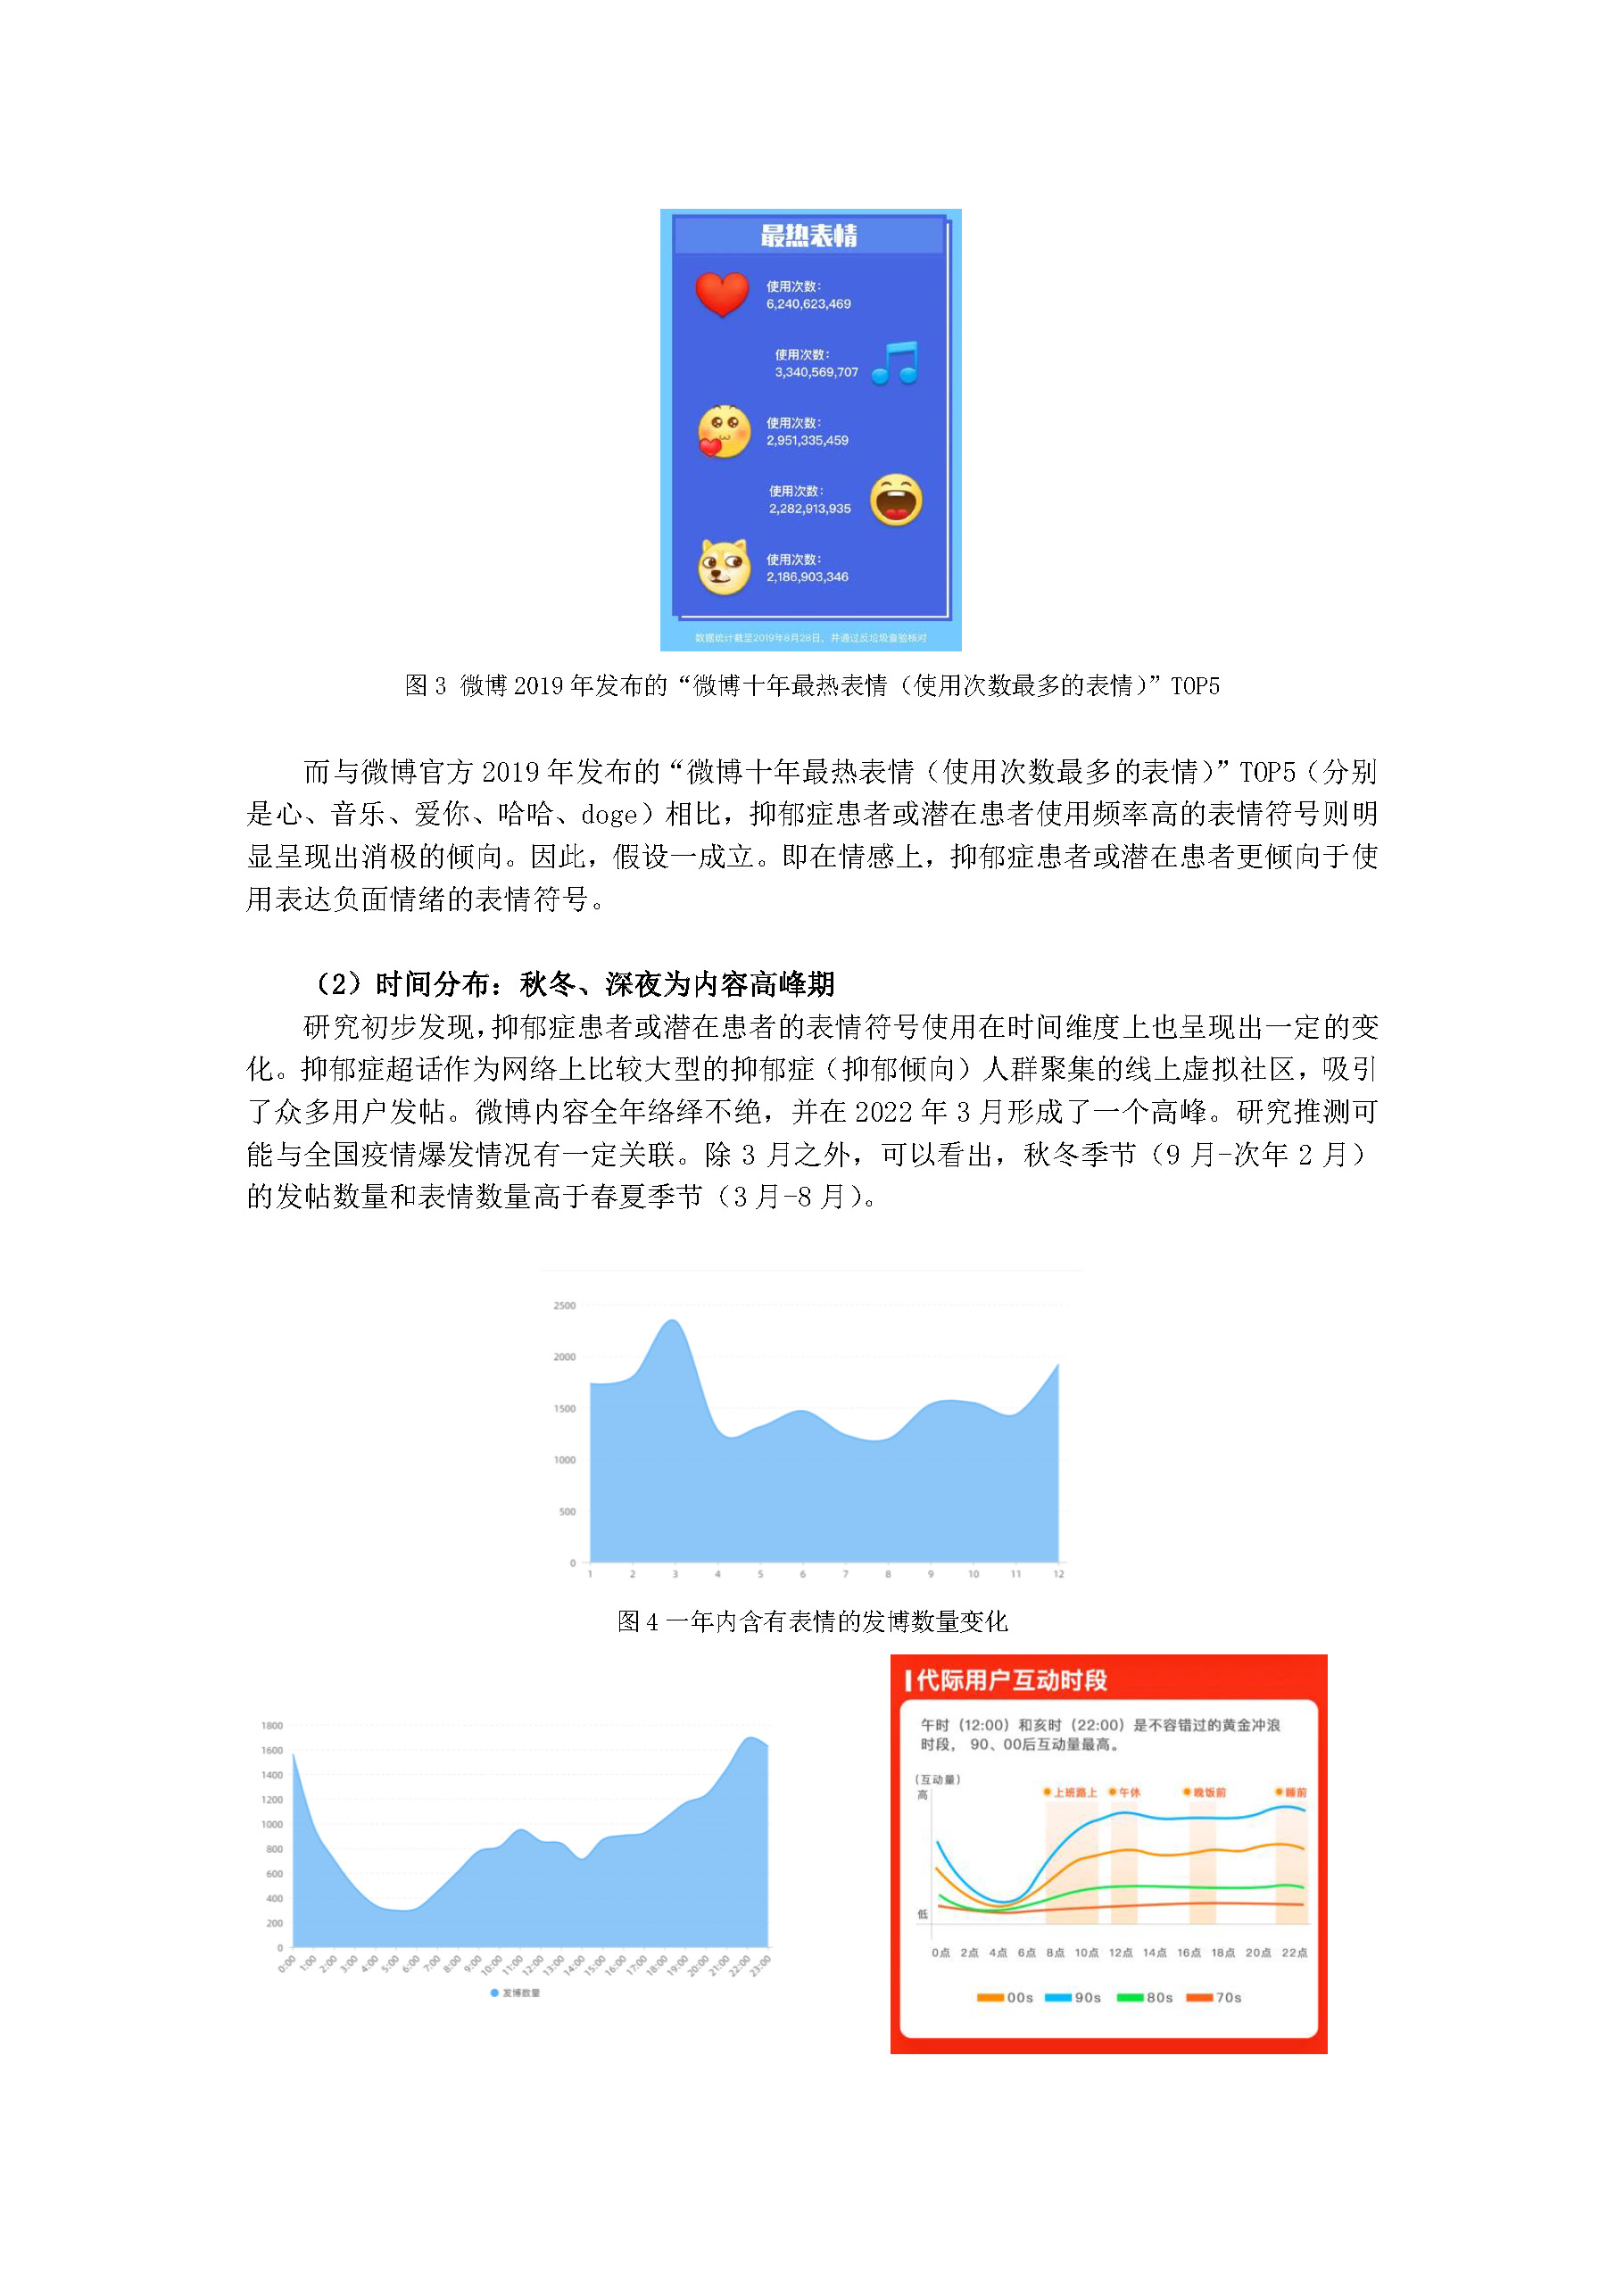 最热表情
使用次数：
6,240,623,469
使用次数：
3,340,569,707
使用次数：
2,951,335,459
使用次数：
2,282,913,935
使用次数：
2,186,903,346
数据统计截至2019年8月28日，并通过反垃圾查验核对
图 3 微博 2019 年发布的“微博十年最热表情（使用次数最多的表情）”TOP5
而与微博官方 2019 年发布的“微博十年最热表情（使用次数最多的表情）”TOP5（分别
是心、音乐、爱你、哈哈、doge）相比，抑郁症患者或潜在患者使用频率高的表情符号则明
显呈现出消极的倾向。因此，假设一成立。即在情感上，抑郁症患者或潜在患者更倾向于使
用表达负面情绪的表情符号。
（2）时间分布：秋冬、深夜为内容高峰期
研究初步发现，抑郁症患者或潜在患者的表情符号使用在时间维度上也呈现出一定的变
化。抑郁症超话作为网络上比较大型的抑郁症（抑郁倾向）人群聚集的线上虚拟社区，吸引
了众多用户发帖。微博内容全年络绎不绝，并在 2022 年 3 月形成了一个高峰。研究推测可
能与全国疫情爆发情况有一定关联。除 3 月之外，可以看出，秋冬季节（9 月-次年 2 月）
的发帖数量和表情数量高于春夏季节（3 月-8 月）。
2500
2000
1500
1000
500
0
1 2 3 4 5 6 7 8 9 10 11 12
图 4 一年内含有表情的发博数量变化
1800
1600
1400
1200
1000
800
600
400
200
0
0:00 1:00 2:00 3:00 4:00 5:00 6:00 7:00 8:00 9:00 10:00 11:00 12:00 13:00 14:00 15:00 16:00 17:00 18:00 19:00 20:00 21:00 22:00 23:00
发博数量
代际用户互动时段
午时（12:00）和亥时（22:00）是不容错过的黄金冲浪
时段， 90、00后互动量最高。
（互动量）
高
上班路上 午休 晚饭前 睡前
低
0点 2点 4点 6点 8点 10点 12点 14点 16点 18点 20点 22点
00s 90s 80s 70s